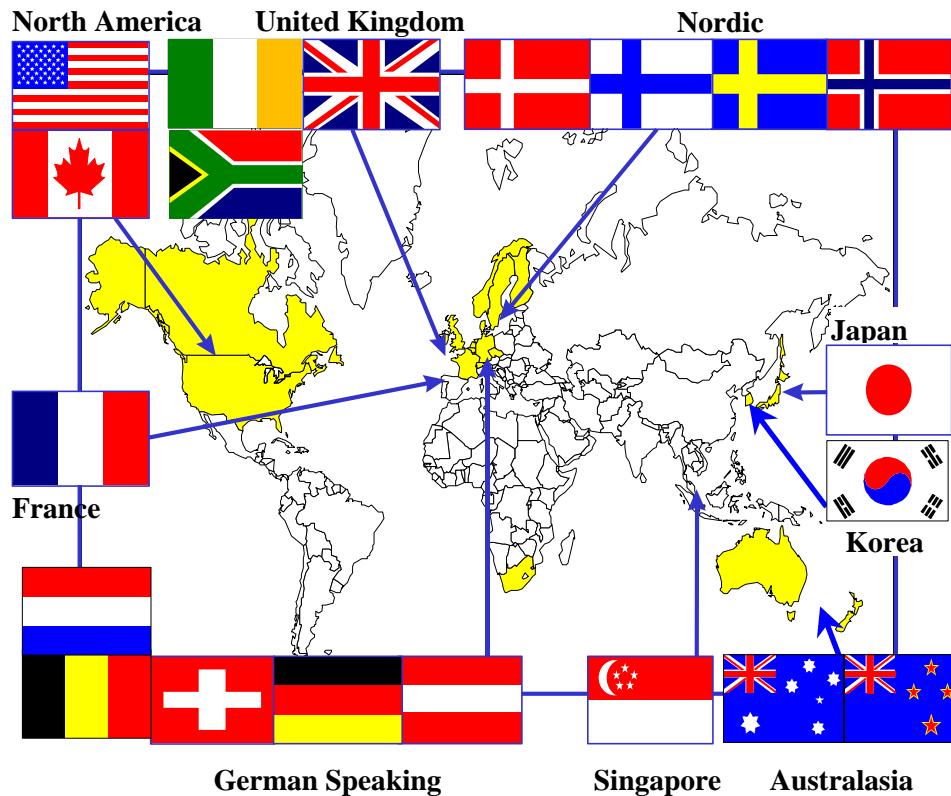 North America
United Kingdom
Nordic
Japan
France
Korea
German Speaking
Singapore
Australasia